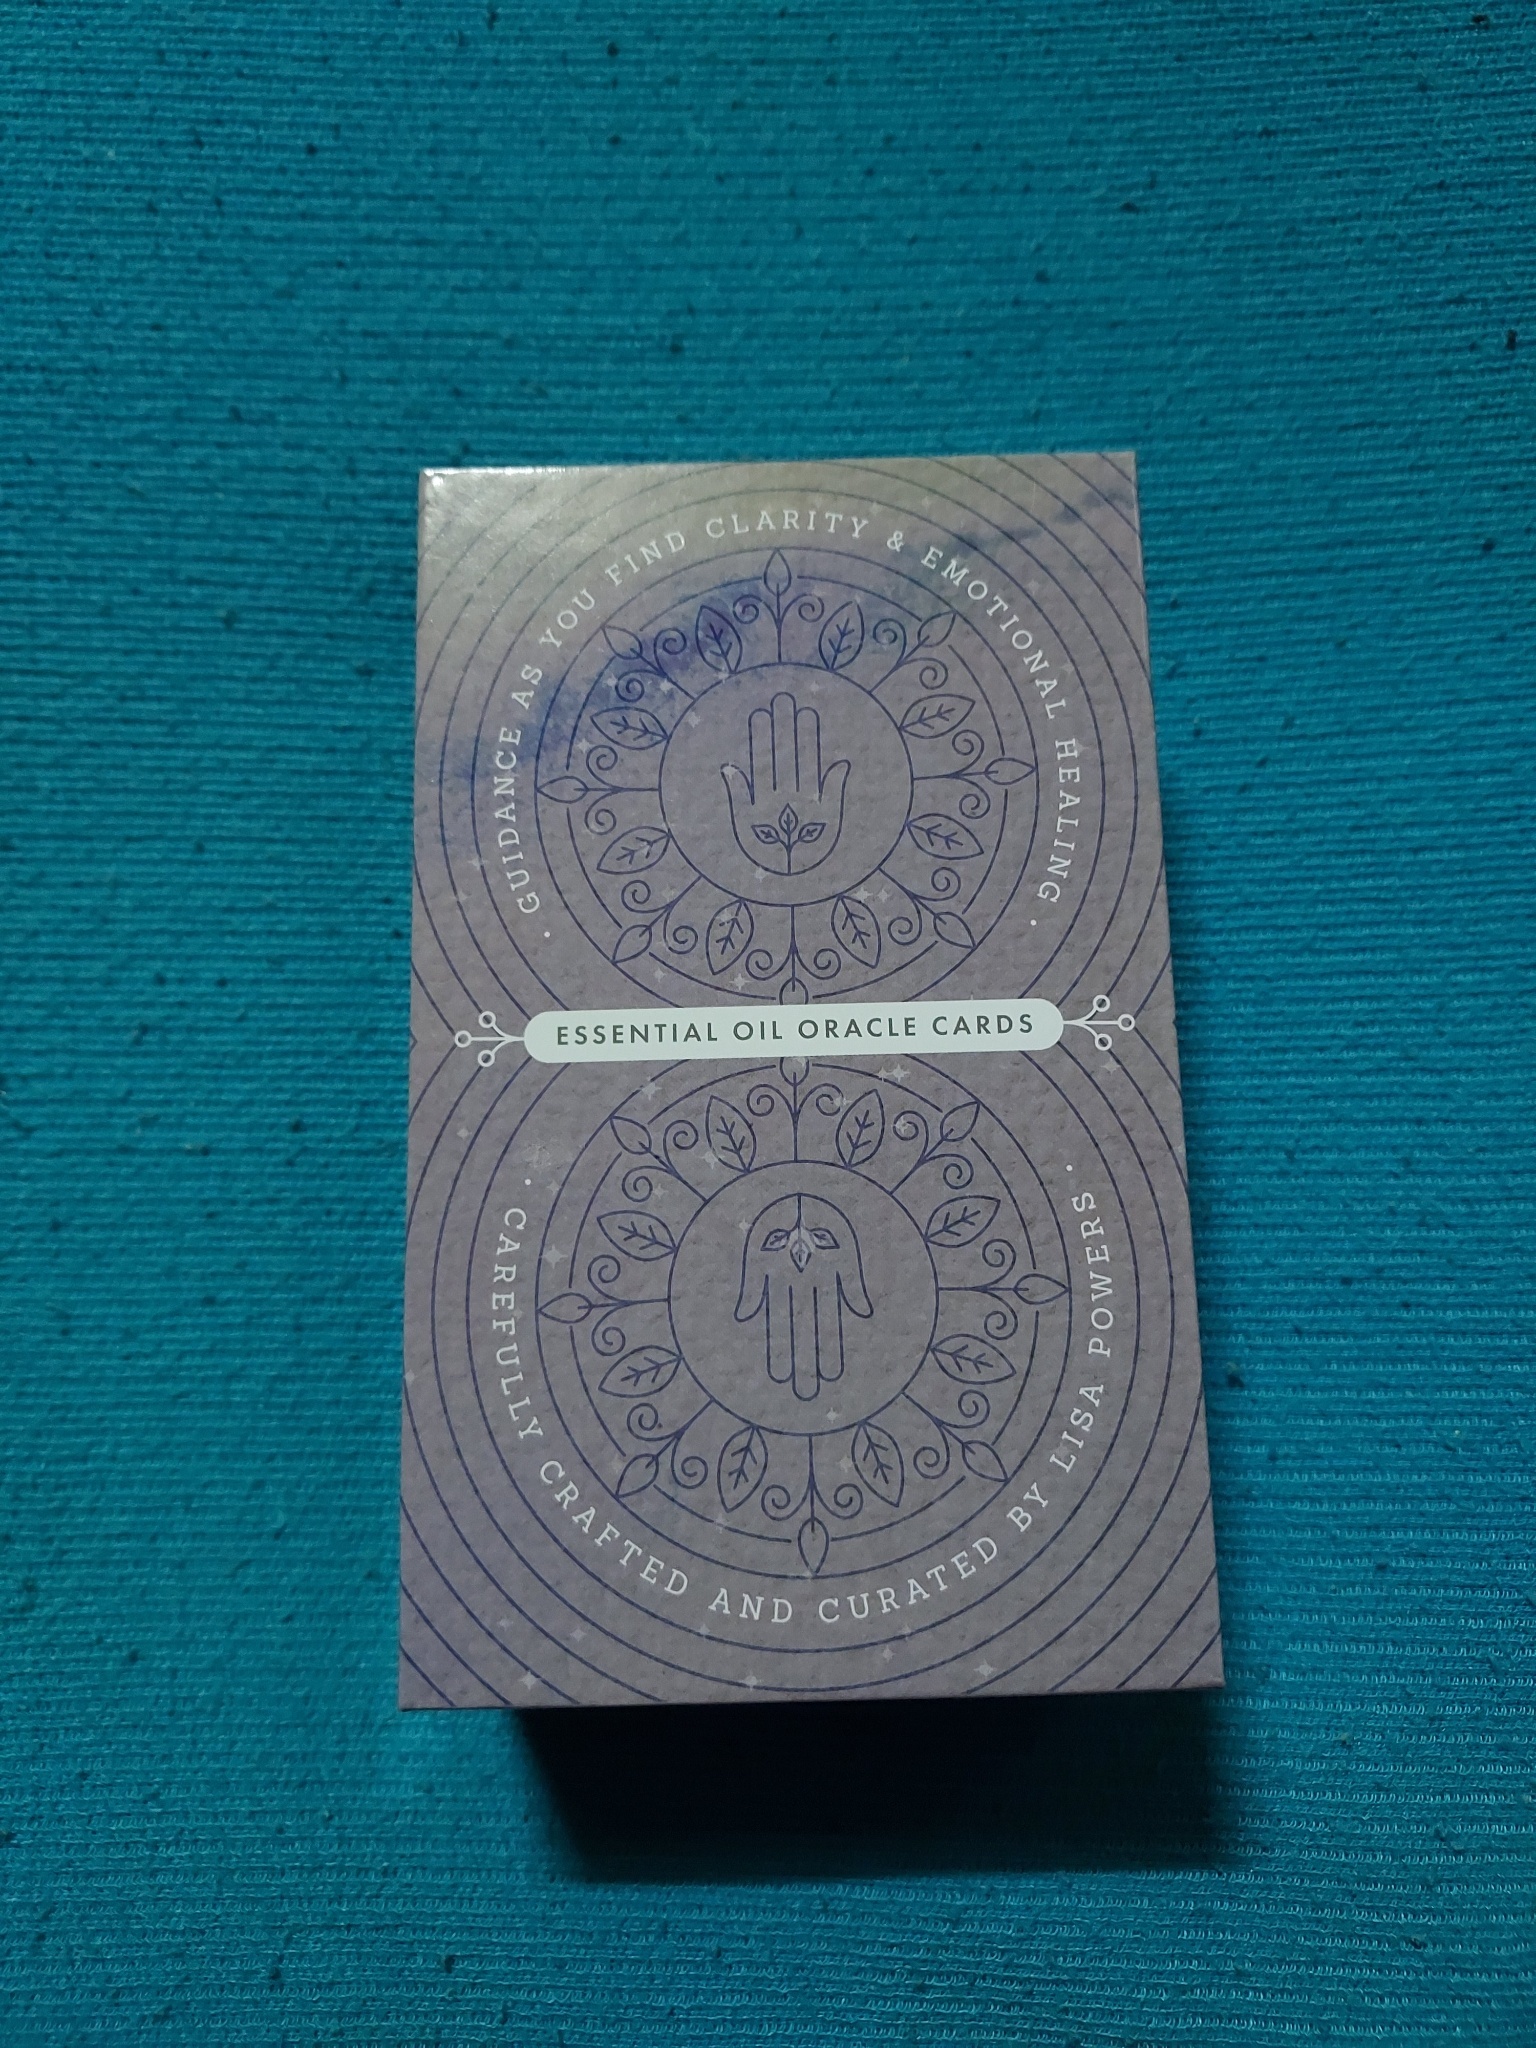 · GUIDANCE AS YOU FIND CLARITY & EMOTIONAL HEALING ·
ESSENTIAL OIL ORACLE CARDS
· CAREFULLY CRAFTED AND CURATED BY LISA POWERS ·